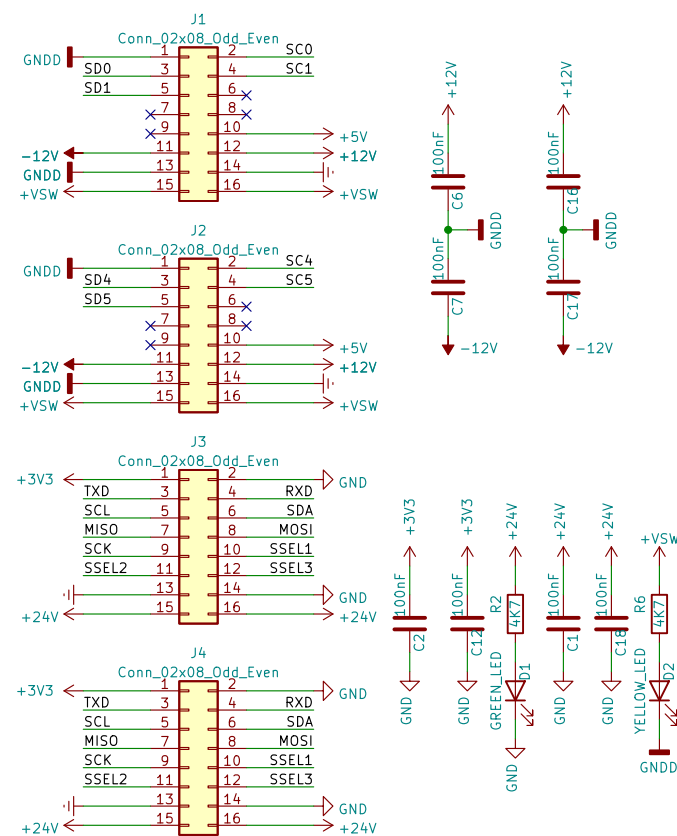 J1
Conn_02x08_Odd_Even
GNDD 1 2 SC0
SD0 3 4 SC1
SD1 5 6
7 8
9 10 +5V
-12V 11 12 +12V
GNDD 13 14
+VSW 15 16 +VSW
J2
Conn_02x08_Odd_Even
GNDD 1 2 SC4
SD4 3 4 SC5
SD5 5 6
7 8
9 10 +5V
-12V 11 12 +12V
GNDD 13 14
+VSW 15 16 +VSW
J3
Conn_02x08_Odd_Even
+3V3 1 2 GND
TXD 3 4 RXD
SCL 5 6 SDA
MISO 7 8 MOSI
SCK 9 10 SSEL1
SSEL2 11 12 SSEL3
13 14 GND
+24V 15 16 +24V
J4
Conn_02x08_Odd_Even
+3V3 1 2 GND
TXD 3 4 RXD
SCL 5 6 SDA
MISO 7 8 MOSI
SCK 9 10 SSEL1
SSEL2 11 12 SSEL3
13 14 GND
+24V 15 16 +24V
+12V
100nF
C6
GNDD
100nF
C7
-12V
+12V
100nF
C16
GNDD
100nF
C17
-12V
+3V3
100nF
C2
GND
+3V3
100nF
C12
GND
+24V
R2
4K7
GREEN_LED
D1
GND
+24V
100nF
C1
GND
+24V
100nF
C18
GND
+VSW
R6
4K7
YELLOW_LED
D2
GNDD